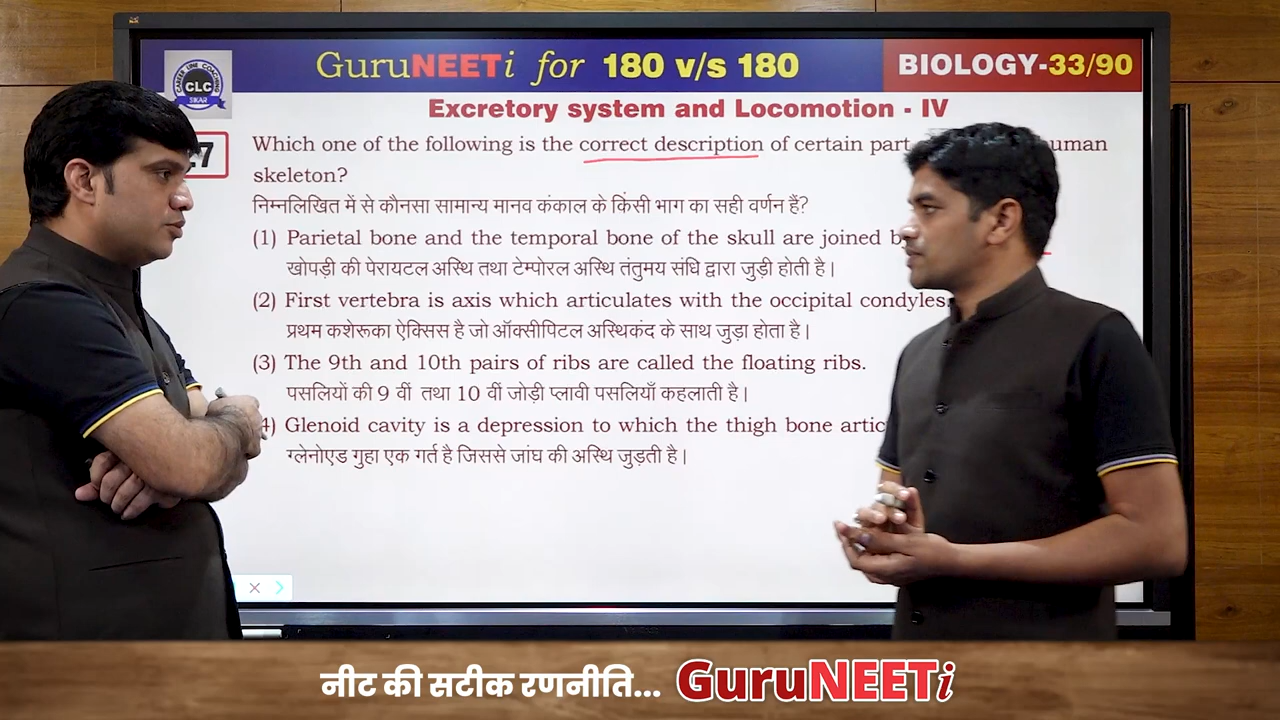 GuruNEETi for 180 v/s 180
BIOLOGY-33/90
CAREER LINE COACHING
CLC
SIKAR
Excretory system and Locomotion - IV
Which one of the following is the correct description of certain part
skeleton?
निम्नलिखित में से कौनसा सामान्य मानव कंकाल के किसी भाग का सही वर्णन हैं?
(1) Parietal bone and the temporal bone of the skull are joined
खोपड़ी की पेरायटल अस्थि तथा टेम्पोरल अस्थि तंतुमय संधि द्वारा जुड़ी होती है।
(2) First vertebra is axis which articulates with the occipital condyles
प्रथम कशेरूका ऐक्सिस है जो ऑक्सीपिटल अस्थिकंद के साथ जुड़ा होता है।
(3) The 9th and 10th pairs of ribs are called the floating ribs.
पसलियों की 9 वीं तथा 10 वीं जोड़ी प्लावी पसलियाँ कहलाती है।
4) Glenoid cavity is a depression to which the thigh bone
ग्लेनोएड गुहा एक गर्त है जिससे जांघ की अस्थि जुड़ती है।
नीट की सटीक रणनीति... GuruNEETi